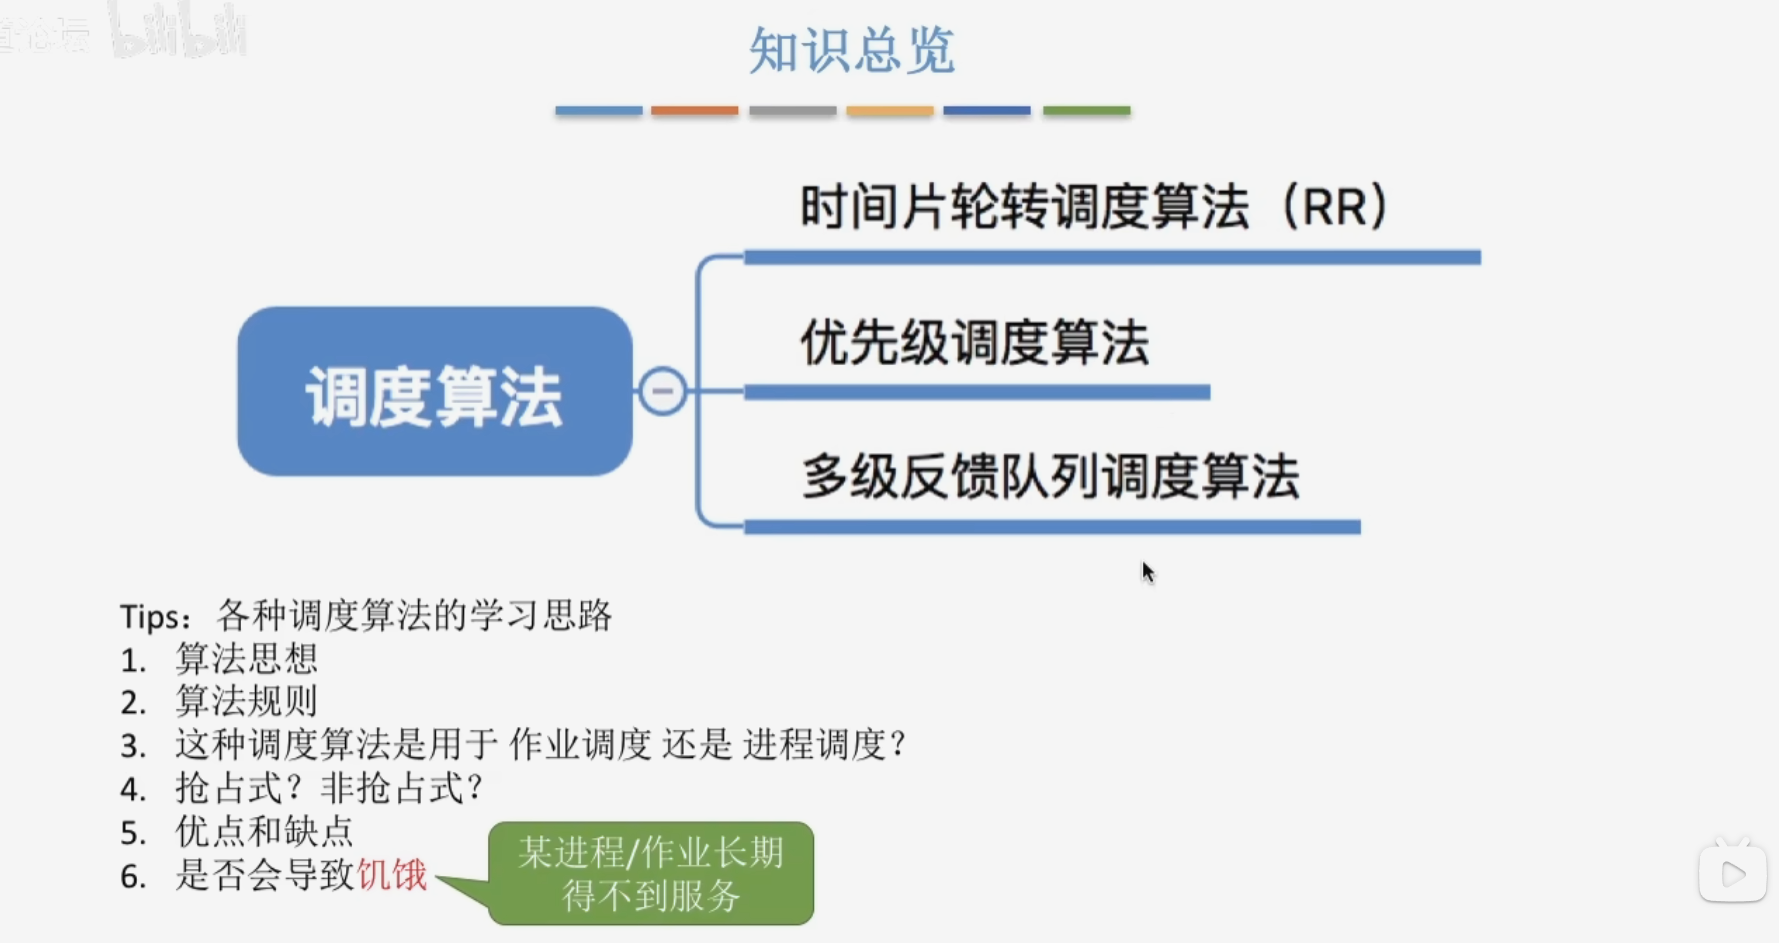 论坛 bilibili
知识总览
时间片轮转调度算法（RR）
优先级调度算法
调度算法
多级反馈队列调度算法
Tips：各种调度算法的学习思路
1. 算法思想
2. 算法规则
3. 这种调度算法是用于 作业调度 还是 进程调度？
4. 抢占式？非抢占式？
5. 优点和缺点
6. 是否会导致饥饿
某进程/作业长期
得不到服务